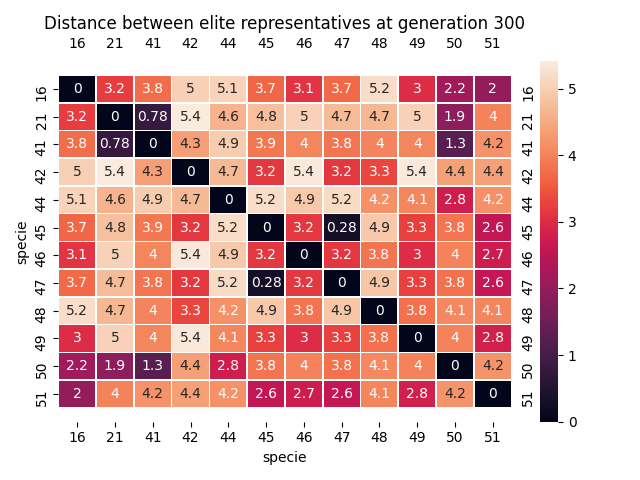 Distance between elite representatives at generation 300
16 21 41 42 44 45 46 47 48 49 50 51
16 0 3.2 3.8 5 5.1 3.7 3.1 3.7 5.2 3 2.2 2 16
21 3.2 0 0.78 5.4 4.6 4.8 5 4.7 4.7 5 1.9 4 21
41 3.8 0.78 0 4.3 4.9 3.9 4 3.8 4 4 1.3 4.2 41
42 5 5.4 4.3 0 4.7 3.2 5.4 3.2 3.3 5.4 4.4 4.4 42
44 5.1 4.6 4.9 4.7 0 5.2 4.9 5.2 4.2 4.1 2.8 4.2 44
45 3.7 4.8 3.9 3.2 5.2 0 3.2 0.28 4.9 3.3 3.8 2.6 45
46 3.1 5 4 5.4 4.9 3.2 0 3.2 3.8 3 4 2.7 46
47 3.7 4.7 3.8 3.2 5.2 0.28 3.2 0 4.9 3.3 3.8 2.6 47
48 5.2 4.7 4 3.3 4.2 4.9 3.8 4.9 0 3.8 4.1 4.1 48
49 3 5 4 5.4 4.1 3.3 3 3.3 3.8 0 4 2.8 49
50 2.2 1.9 1.3 4.4 2.8 3.8 4 3.8 4.1 4 0 4.2 50
51 2 4 4.2 4.4 4.2 2.6 2.7 2.6 4.1 2.8 4.2 0 51
16 21 41 42 44 45 46 47 48 49 50 51
specie
specie
5
4
3
2
1
0